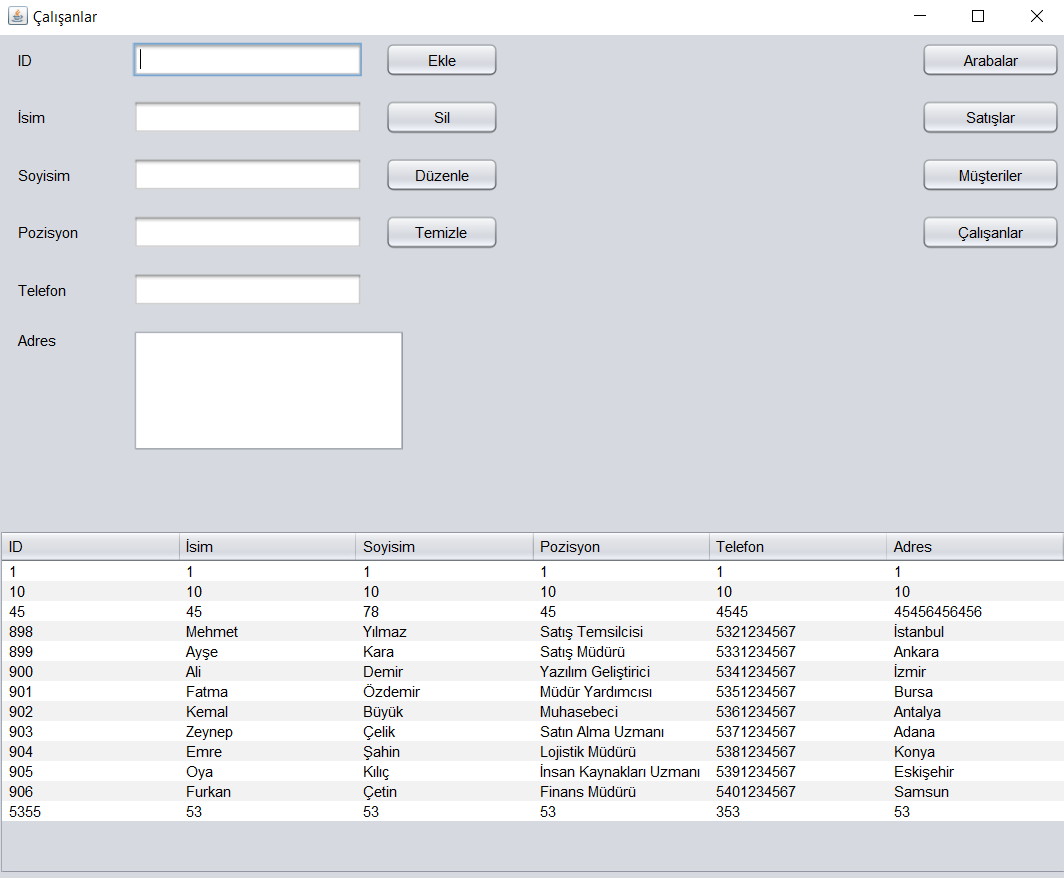 Çalışanlar
ID Ekle Arabalar
İsim Sil Satışlar
Soyisim Düzenle Müşteriler
Pozisyon Temizle Çalışanlar
Telefon
Adres
ID İsim Soyisim Pozisyon Telefon Adres
1 1 1 1 1 1
10 10 10 10 10 10
45 45 78 45 4545 45456456456
898 Mehmet Yılmaz Satış Temsilcisi 5321234567 İstanbul
899 Ayşe Kara Satış Müdürü 5331234567 Ankara
900 Ali Demir Yazılım Geliştirici 5341234567 İzmir
901 Fatma Özdemir Müdür Yardımcısı 5351234567 Bursa
902 Kemal Büyük Muhasebeci 5361234567 Antalya
903 Zeynep Çelik Satın Alma Uzmanı 5371234567 Adana
904 Emre Şahin Lojistik Müdürü 5381234567 Konya
905 Oya Kılıç İnsan Kaynakları Uzmanı 5391234567 Eskişehir
906 Furkan Çetin Finans Müdürü 5401234567 Samsun
5355 53 53 53 353 53